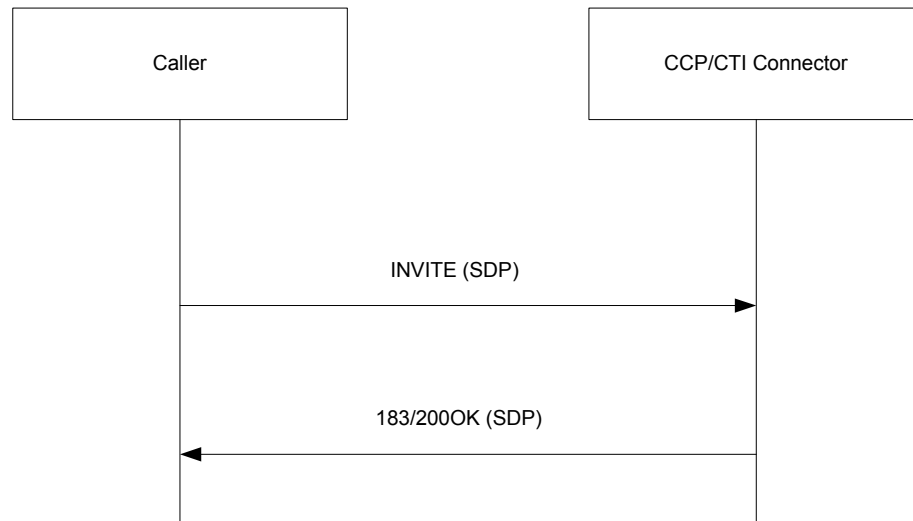 Caller
CCP/CTI Connector
INVITE (SDP)
183/200OK (SDP)